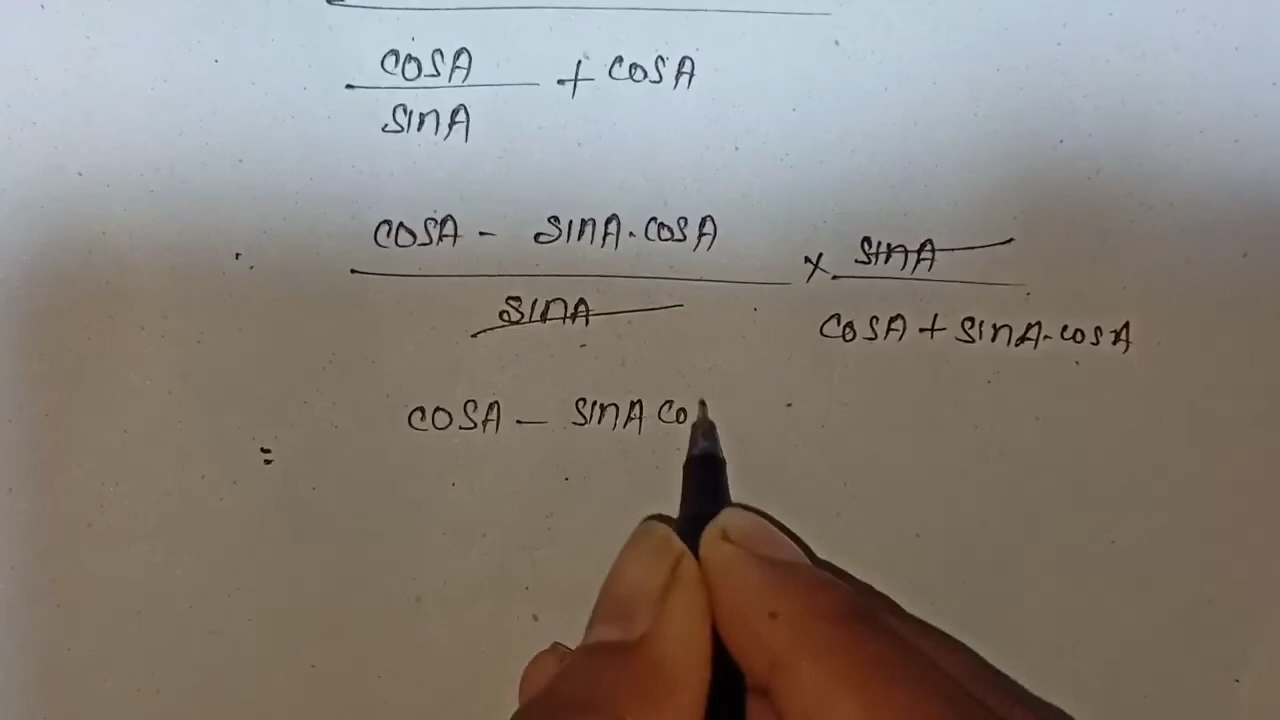 cosA
+ cosA
sinA
cosA - sinA.cosA
× sinA
sinA
cosA + sinA.cosA
cosA - sinA co
=